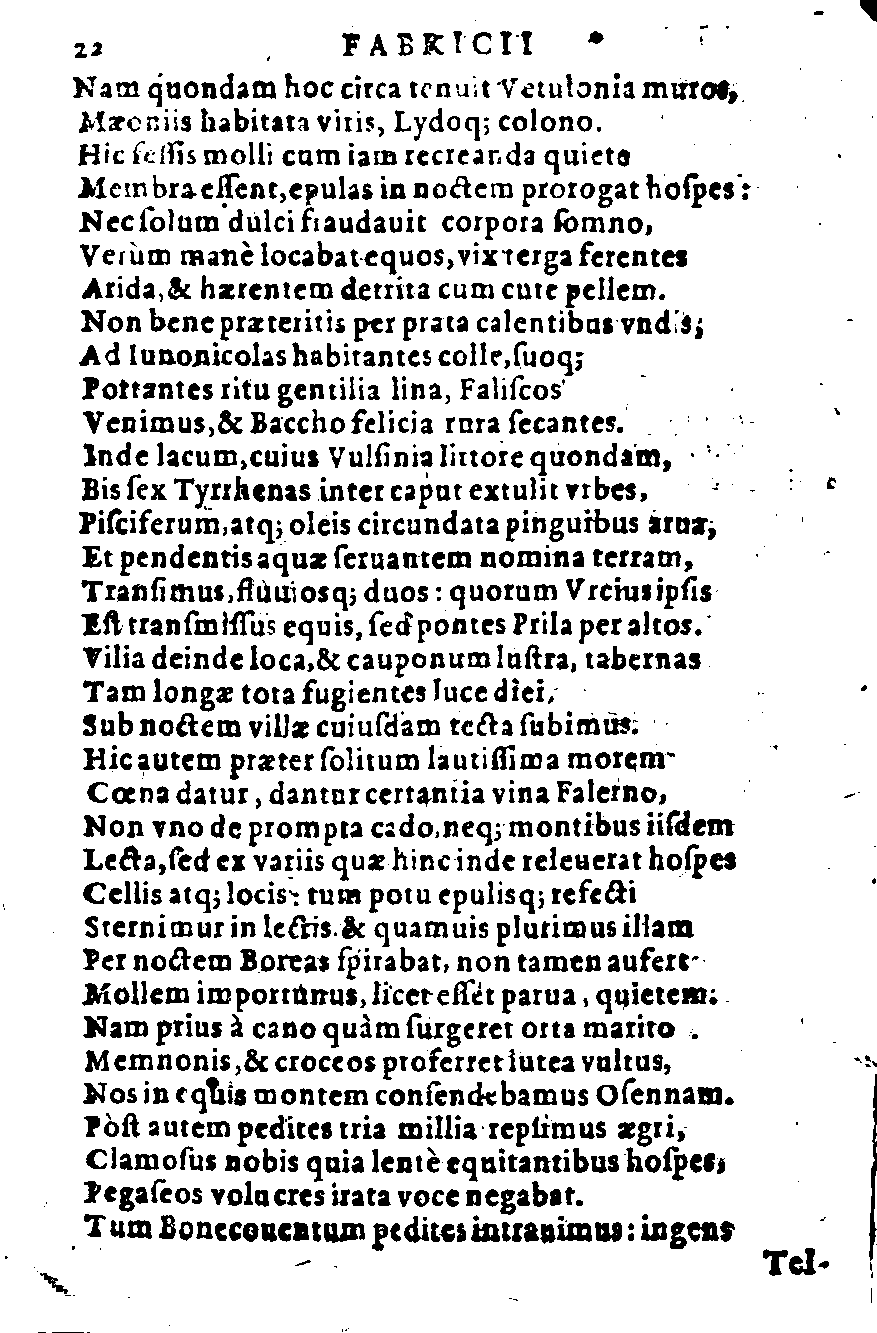 22 FABRICII
Nam quondam hoc circa tenuit Vetulonia muros,
Mæoniis habitata viris, Lydoq; colono.
Hic feſſis molli cum iam recreanda quiete
Membra eſſent, epulas in noctem prorogat hoſpes:
Nec ſolum dulci fraudauit corpora ſomno,
Verùm manè locabat equos, vix terga ferentes
Arida, & hærentem detrita cum cute pellem.
Non bene præteritis per prata calentibus vndis;
Ad Iunonicolas habitantes colle, ſuoq;
Portantes ritu gentilia lina, Faliſcos
Venimus, & Baccho felicia rura ſecantes.
Inde lacum, cuius Vulſinia littore quondam,
Bis ſex Tyrrhenas inter caput extulit vrbes,
Piſciferum, atq; oleis circundata pinguibus arua,
Et pendentis aquæ ſeruantem nomina terram,
Tranſimus, fluuiosq; duos: quorum Vrcius ipſis
Eſt tranſmiſſus equis, ſed pontes Prila per altos.
Vilia deinde loca, & cauponum luſtra, tabernas
Tam longæ tota fugientes luce diei,
Sub noctem villæ cuiuſdam tecta ſubimus.
Hic autem præter ſolitum lautiſſima morem
Cœna datur, dantur certantia vina Falerno,
Non vno de prompta cado, neq; montibus iiſdem
Lecta, ſed ex variis quæ hinc inde releuerat hoſpes
Cellis atq; locis: tum potu epulisq; refecti
Sternimur in lectis. & quamuis plurimus illam
Per noctem Boreas ſpirabat, non tamen aufert
Mollem importunus, licet eſſet parua, quietem:
Nam prius à cano quàm ſurgeret orta marito
Memnonis, & croceos proferret lutea vultus,
Nos in equis montem conſendebamus Oſennam.
Pòſt autem pedites tria millia repſimus ægri,
Clamoſus nobis quia lentè equitantibus hoſpes,
Pegaſeos volucres irata voce negabat.
Tum Boneconentum pedites intrauimus: ingens
Tel-